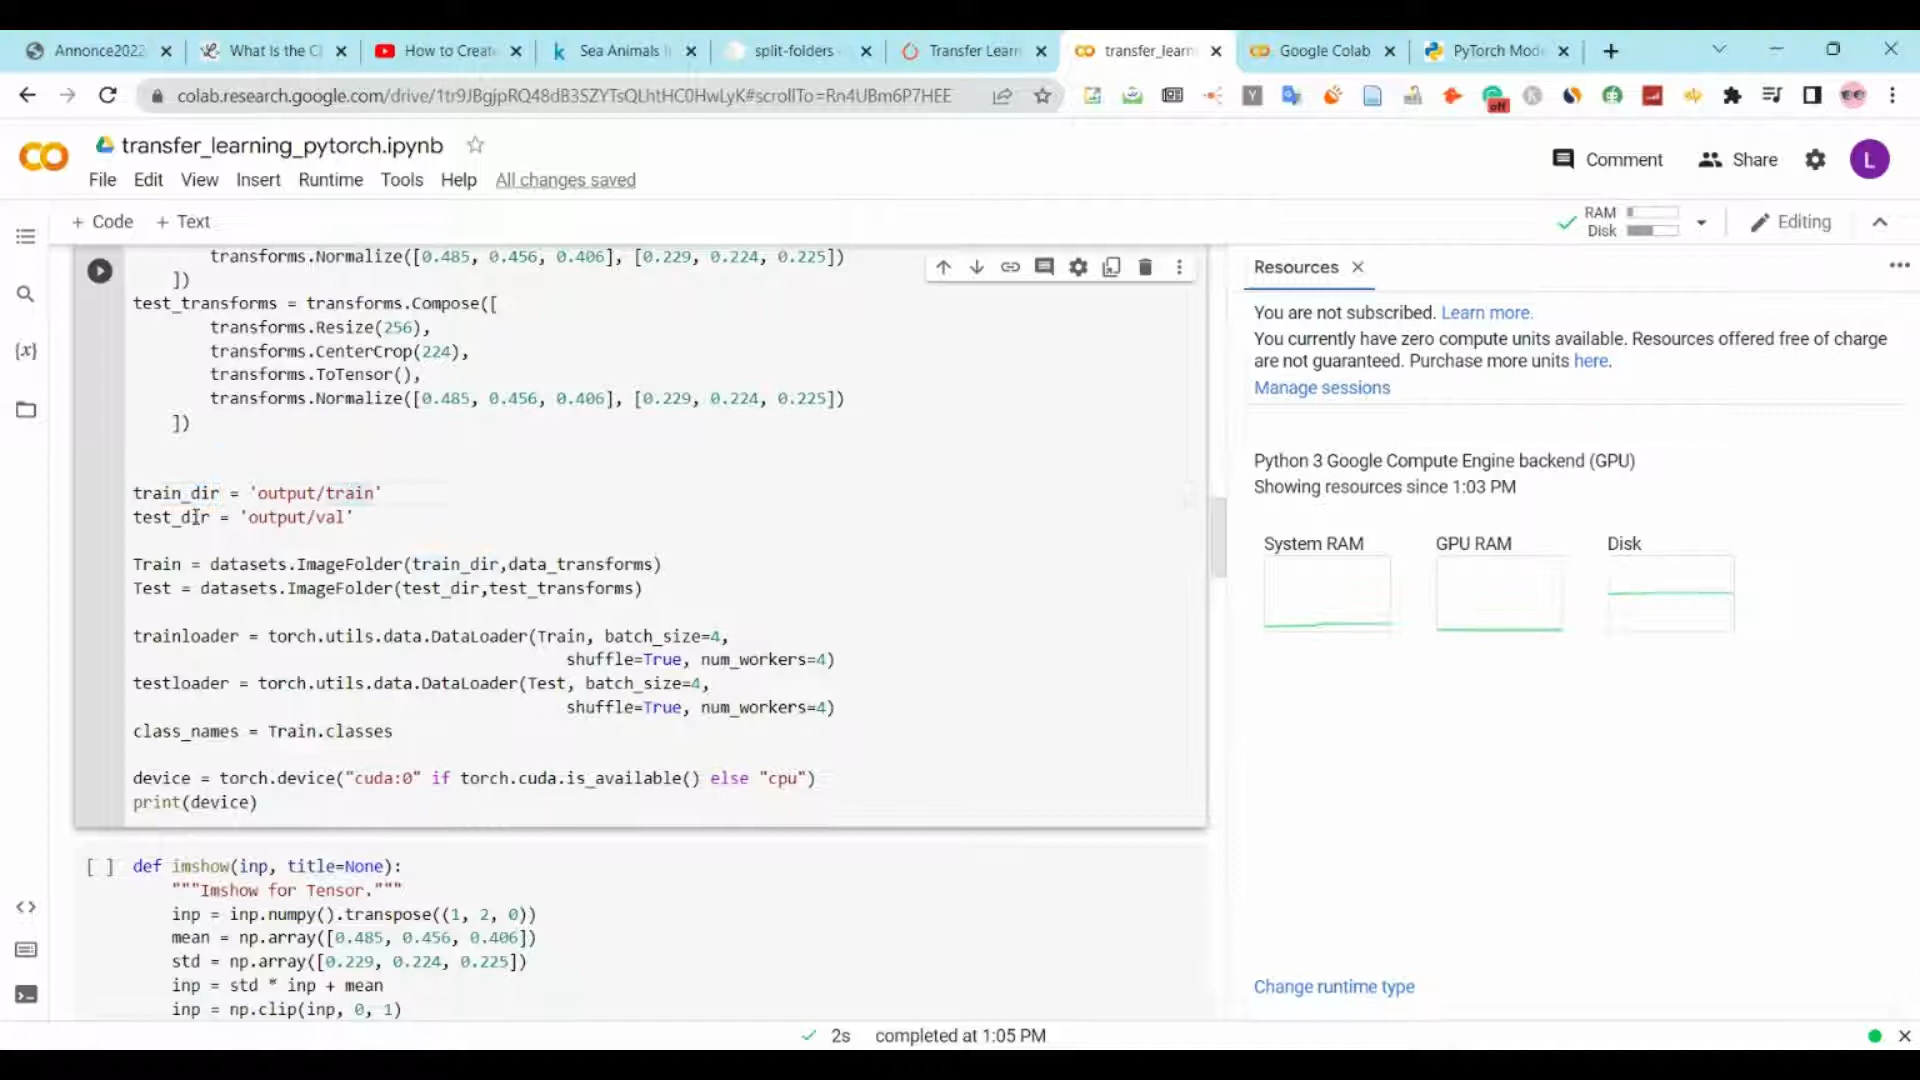 Annonce2022
What Is the C
How to Creat
Sea Animals
split-folders
Transfer Learn
transfer_learn
Google Colab
PyTorch Mod
colab.research.google.com/drive/1tr9JBgjpRQ48dB3SZYTsQLhtHC0HwLyK#scrollTo=Rn4UBm6P7HEE
off
transfer_learning_pytorch.ipynb
Comment
Share
L
File Edit View Insert Runtime Tools Help All changes saved
+ Code + Text
RAM
Disk
Editing
transforms.Normalize([0.485, 0.456, 0.406], [0.229, 0.224, 0.225])
])
test_transforms = transforms.Compose([
transforms.Resize(256),
transforms.CenterCrop(224),
transforms.ToTensor(),
transforms.Normalize([0.485, 0.456, 0.406], [0.229, 0.224, 0.225])
])
train_dir = 'output/train'
test_dir = 'output/val'
Train = datasets.ImageFolder(train_dir,data_transforms)
Test = datasets.ImageFolder(test_dir,test_transforms)
trainloader = torch.utils.data.DataLoader(Train, batch_size=4,
shuffle=True, num_workers=4)
testloader = torch.utils.data.DataLoader(Test, batch_size=4,
shuffle=True, num_workers=4)
class_names = Train.classes
device = torch.device("cuda:0" if torch.cuda.is_available() else "cpu")
print(device)
[ ] def imshow(inp, title=None):
"""Imshow for Tensor."""
inp = inp.numpy().transpose((1, 2, 0))
mean = np.array([0.485, 0.456, 0.406])
std = np.array([0.229, 0.224, 0.225])
inp = std * inp + mean
inp = np.clip(inp, 0, 1)
Resources
You are not subscribed. Learn more.
You currently have zero compute units available. Resources offered free of charge
are not guaranteed. Purchase more units here.
Manage sessions
Python 3 Google Compute Engine backend (GPU)
Showing resources since 1:03 PM
System RAM
GPU RAM
Disk
Change runtime type
2s completed at 1:05 PM